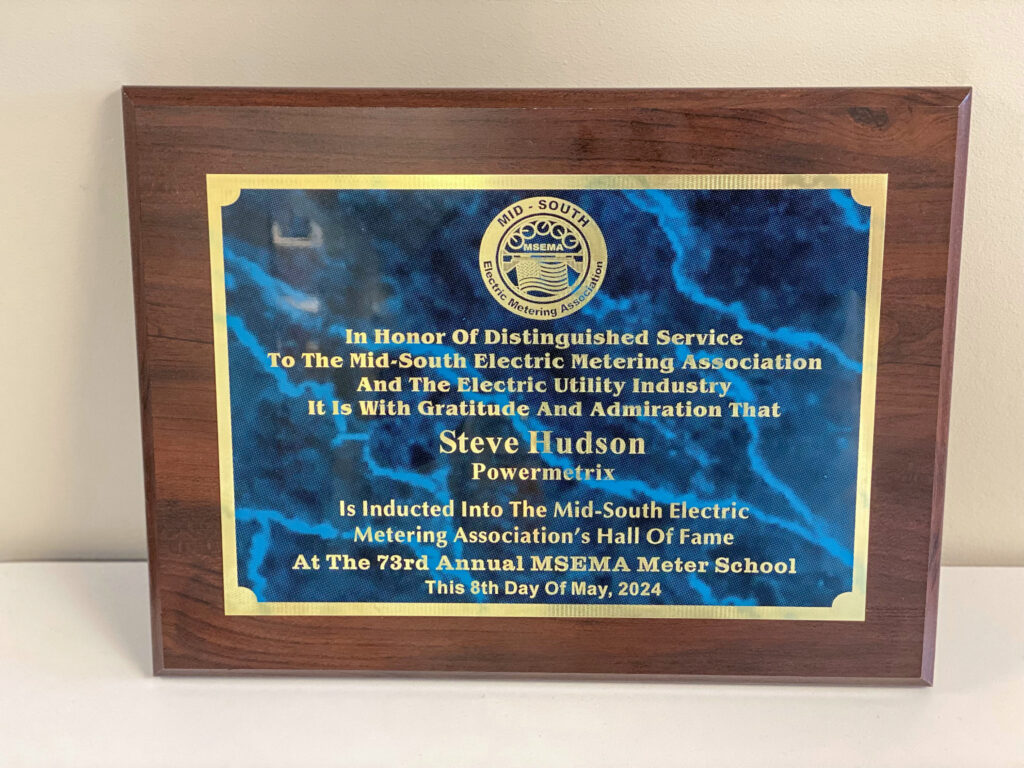 MID - SOUTH
MSEMA
Electric Metering Association
In Honor Of Distinguished Service
To The Mid-South Electric Metering Association
And The Electric Utility Industry
It Is With Gratitude And Admiration That
Steve Hudson
Powermetrix
Is Inducted Into The Mid-South Electric
Metering Association's Hall Of Fame
At The 73rd Annual MSEMA Meter School
This 8th Day Of May, 2024